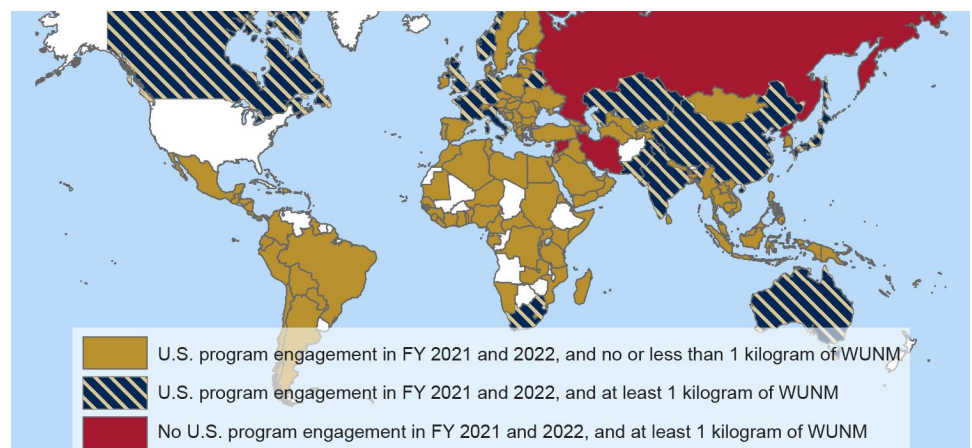 U.S. program engagement in FY 2021 and 2022, and no or less than 1 kilogram of WUNM
U.S. program engagement in FY 2021 and 2022, and at least 1 kilogram of WUNM
No U.S. program engagement in FY 2021 and 2022, and at least 1 kilogram of WUNM